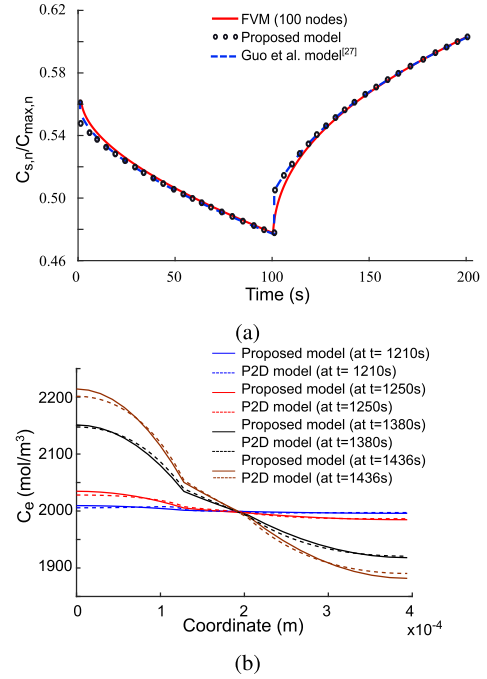 (a)
FVM (100 nodes)
Proposed model
Guo et al. model[27]
Cs,n/Cmax,n
0.62
0.58
0.54
0.50
0.46
0 50 100 150 200
Time (s)
(a)
Proposed model (at t= 1210s)
P2D model (at t= 1210s)
Proposed model (at t=1250s)
P2D model (at t=1250s)
Proposed model (at t=1380s)
P2D model (at t=1380s)
Proposed model (at t=1436s)
P2D model (at t=1436s)
Ce (mol/m³)
2200
2100
2000
1900
0 1 2 3 4
x10⁻⁴
Coordinate (m)
(b)